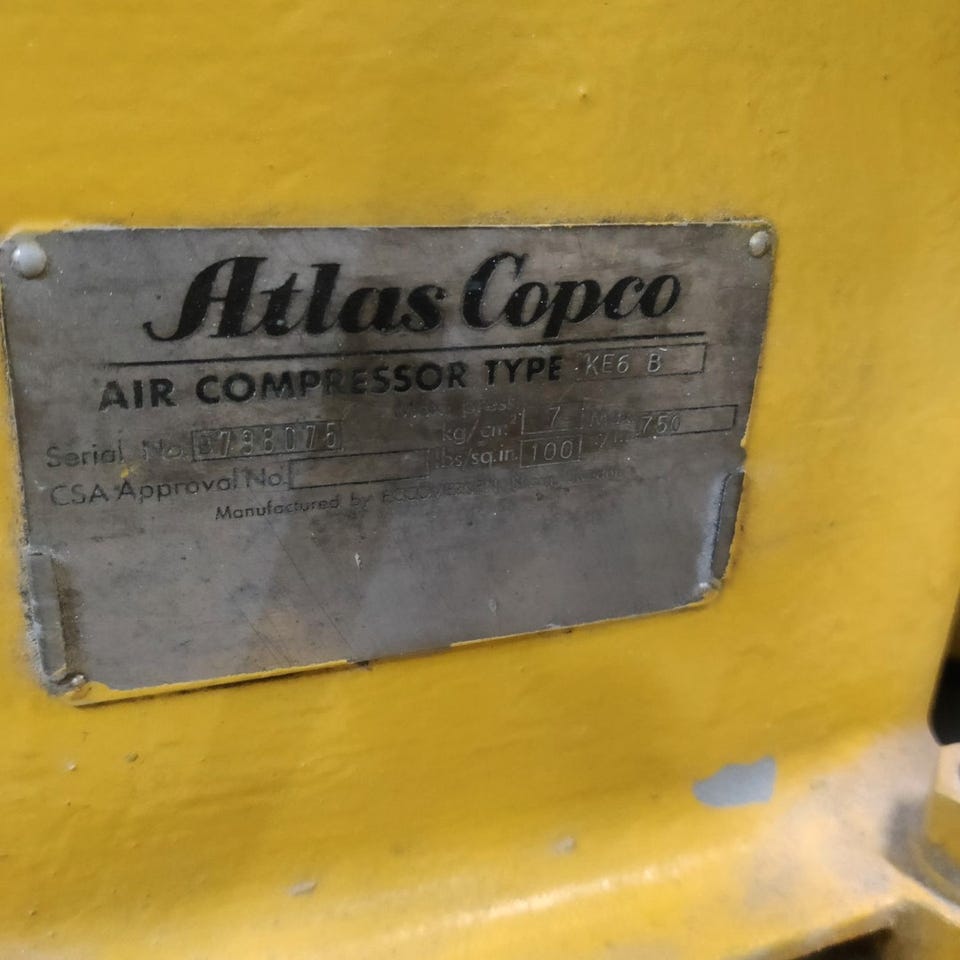 Atlas Copco
AIR COMPRESSOR TYPE KE6 B
kg/cm² 7 750
Serial No. 798075
lbs/sq.in. 100
CSA Approval No.
Manufactured by